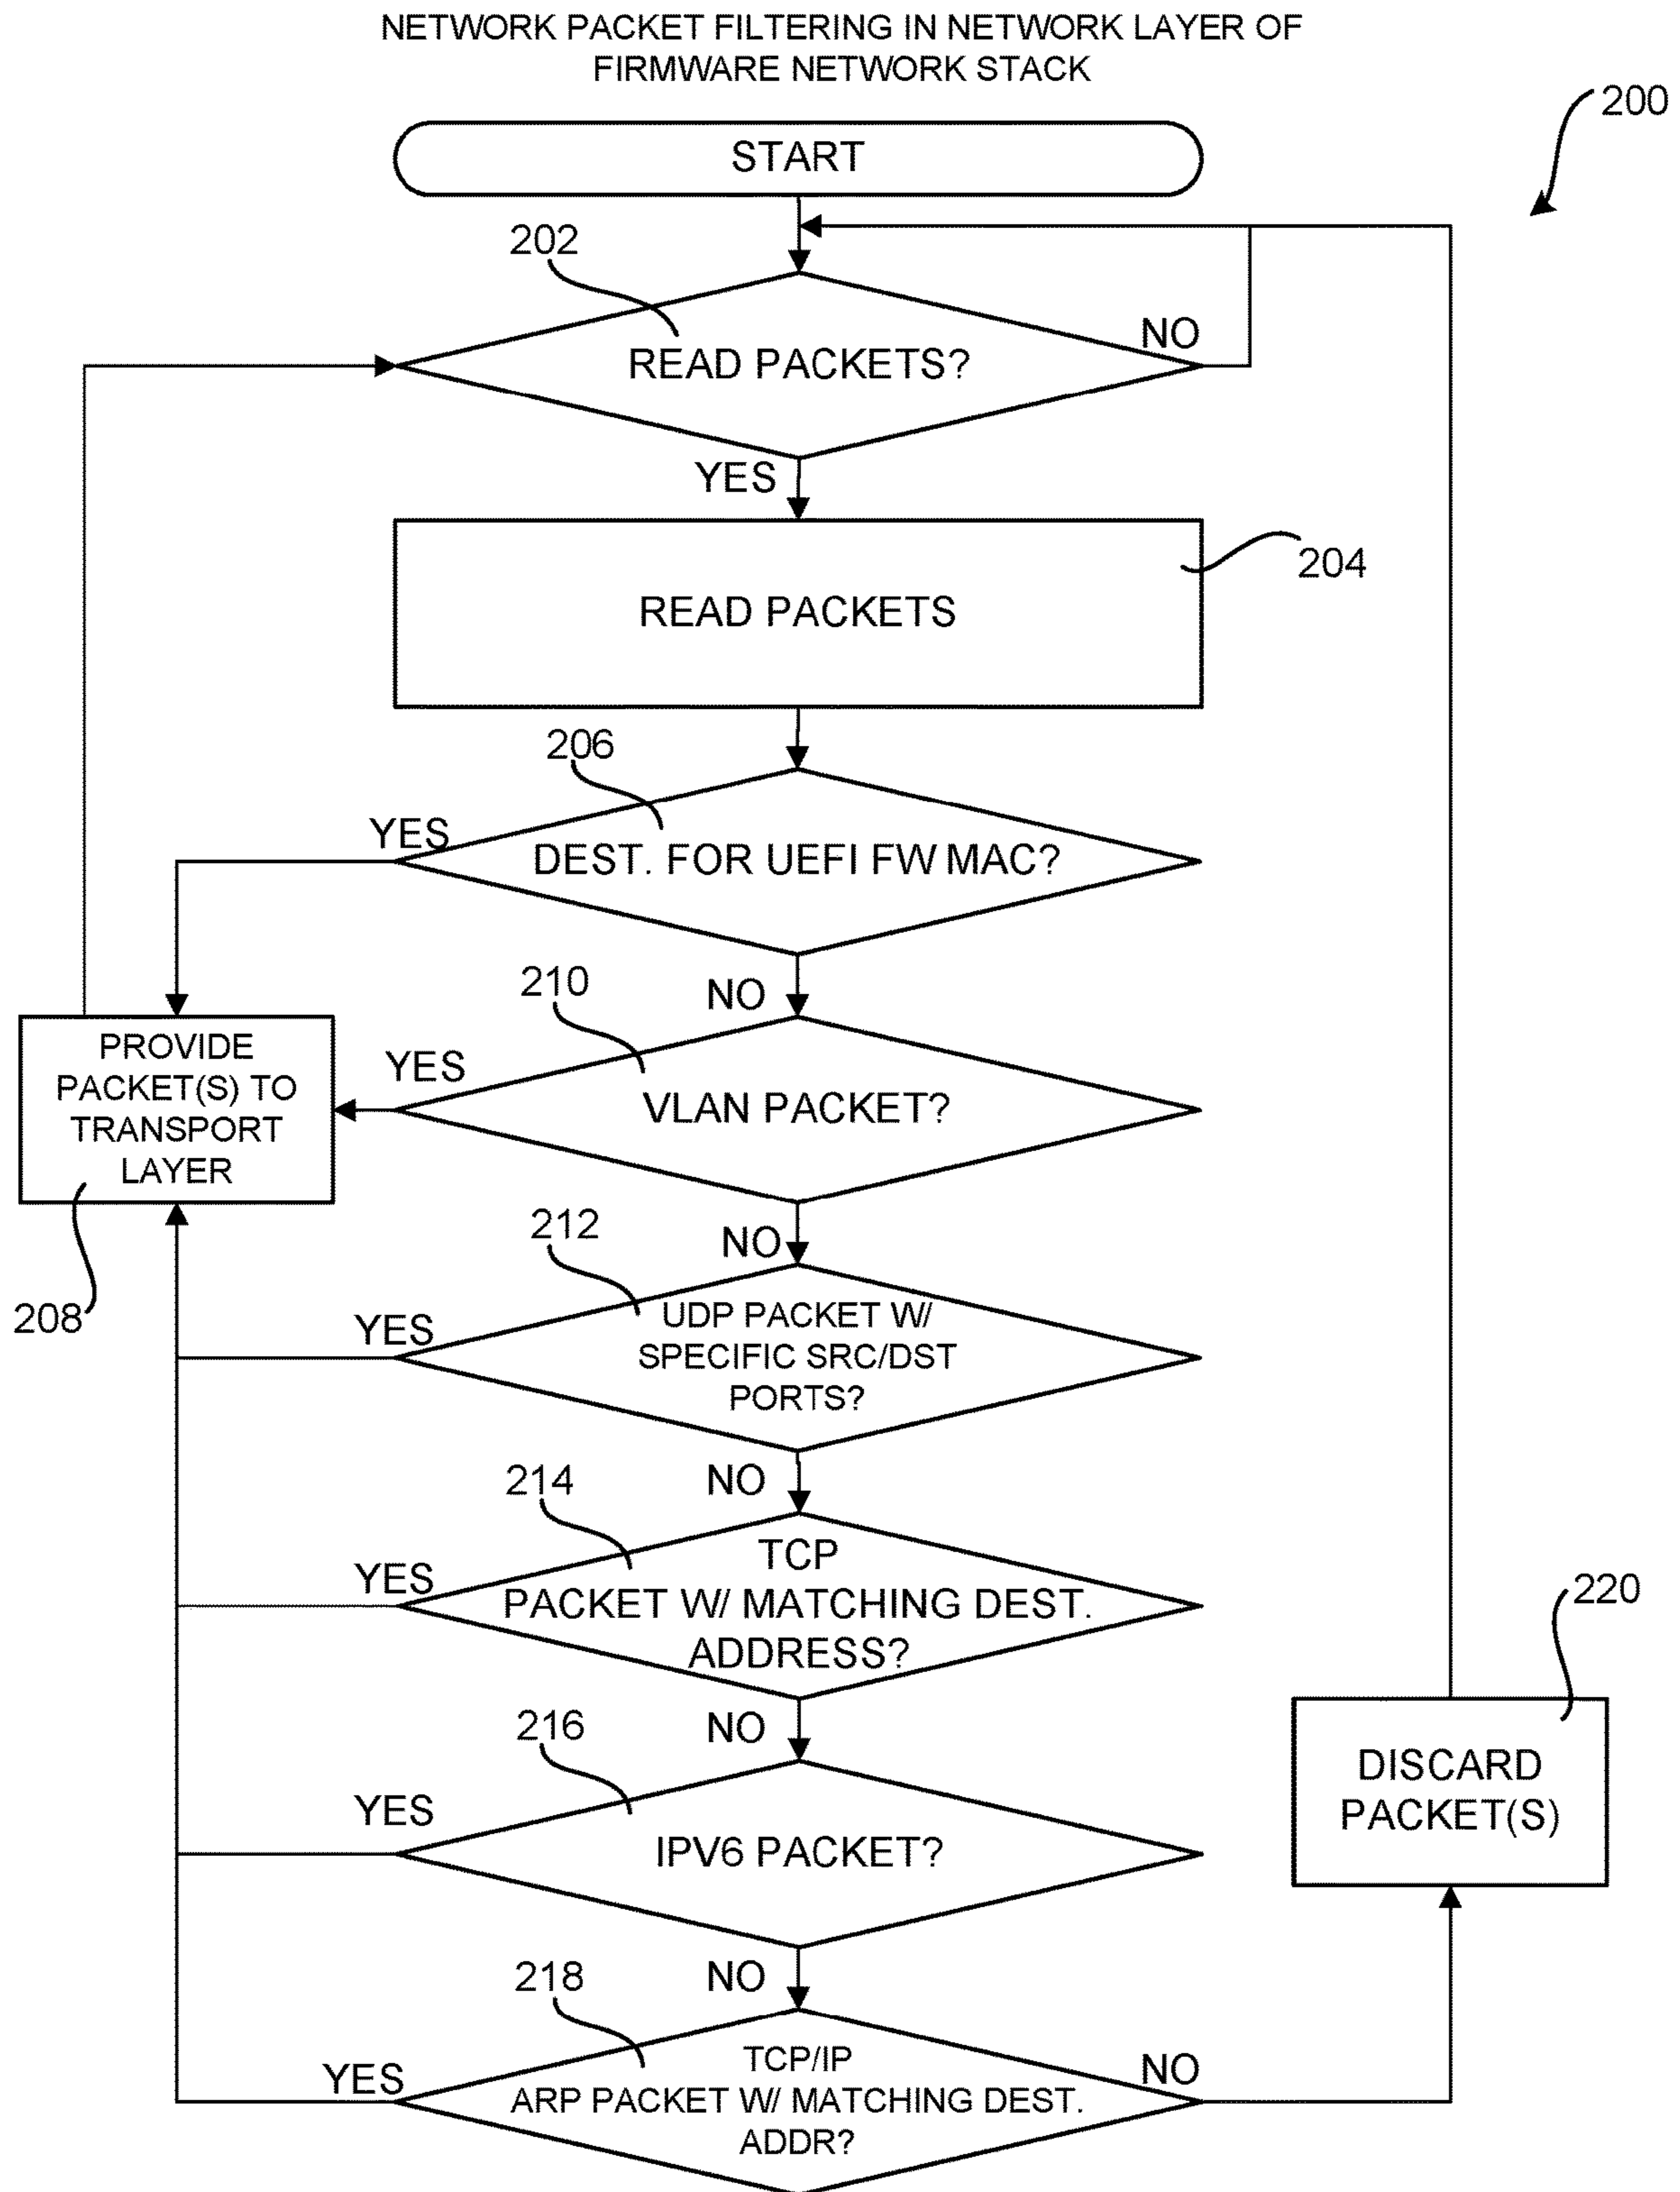 NETWORK PACKET FILTERING IN NETWORK LAYER OF
FIRMWARE NETWORK STACK
200
START
202
NO
READ PACKETS?
YES
204
READ PACKETS
206
YES
DEST. FOR UEFI FW MAC?
NO
210
PROVIDE
PACKET(S) TO
TRANSPORT
LAYER
YES
VLAN PACKET?
208
NO
212
YES
UDP PACKET W/
SPECIFIC SRC/DST
PORTS?
NO
214
YES
TCP
PACKET W/ MATCHING DEST.
ADDRESS?
220
NO
216
DISCARD
PACKET(S)
YES
IPV6 PACKET?
NO
218
YES
TCP/IP
ARP PACKET W/ MATCHING DEST.
ADDR?
NO